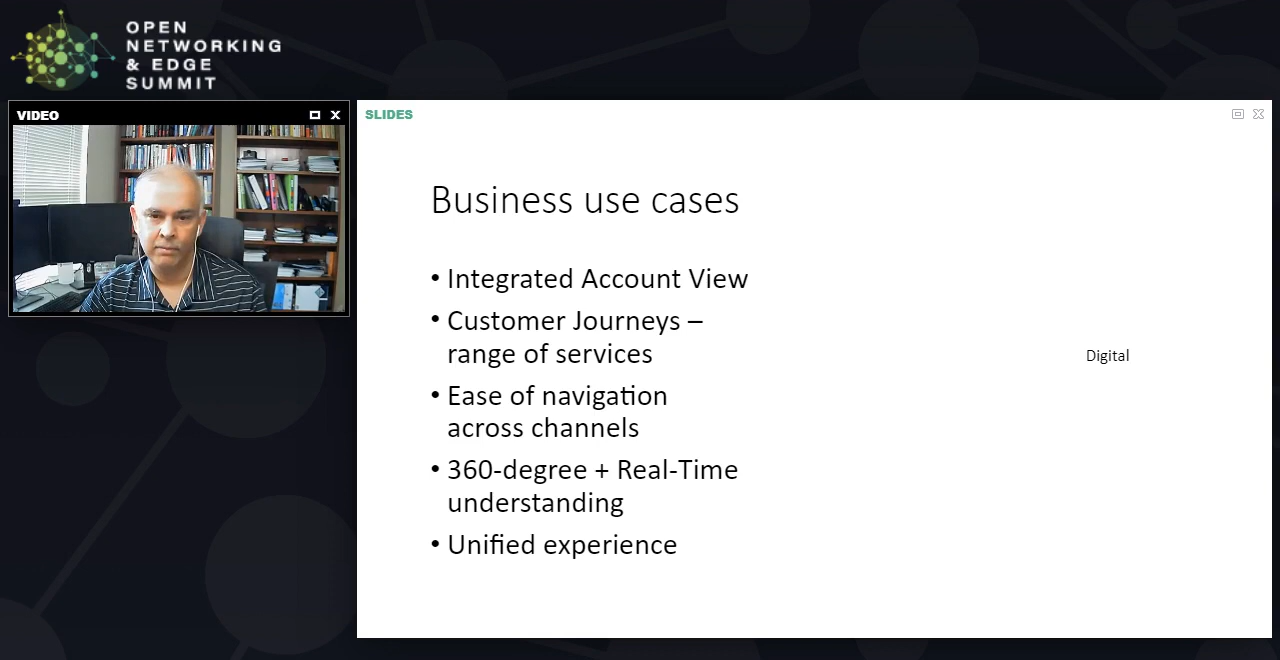 OPEN
NETWORKING
& EDGE
SUMMIT
VIDEO
SLIDES
Business use cases
• Integrated Account View
• Customer Journeys –
range of services
• Ease of navigation
across channels
• 360-degree + Real-Time
understanding
• Unified experience
Digital